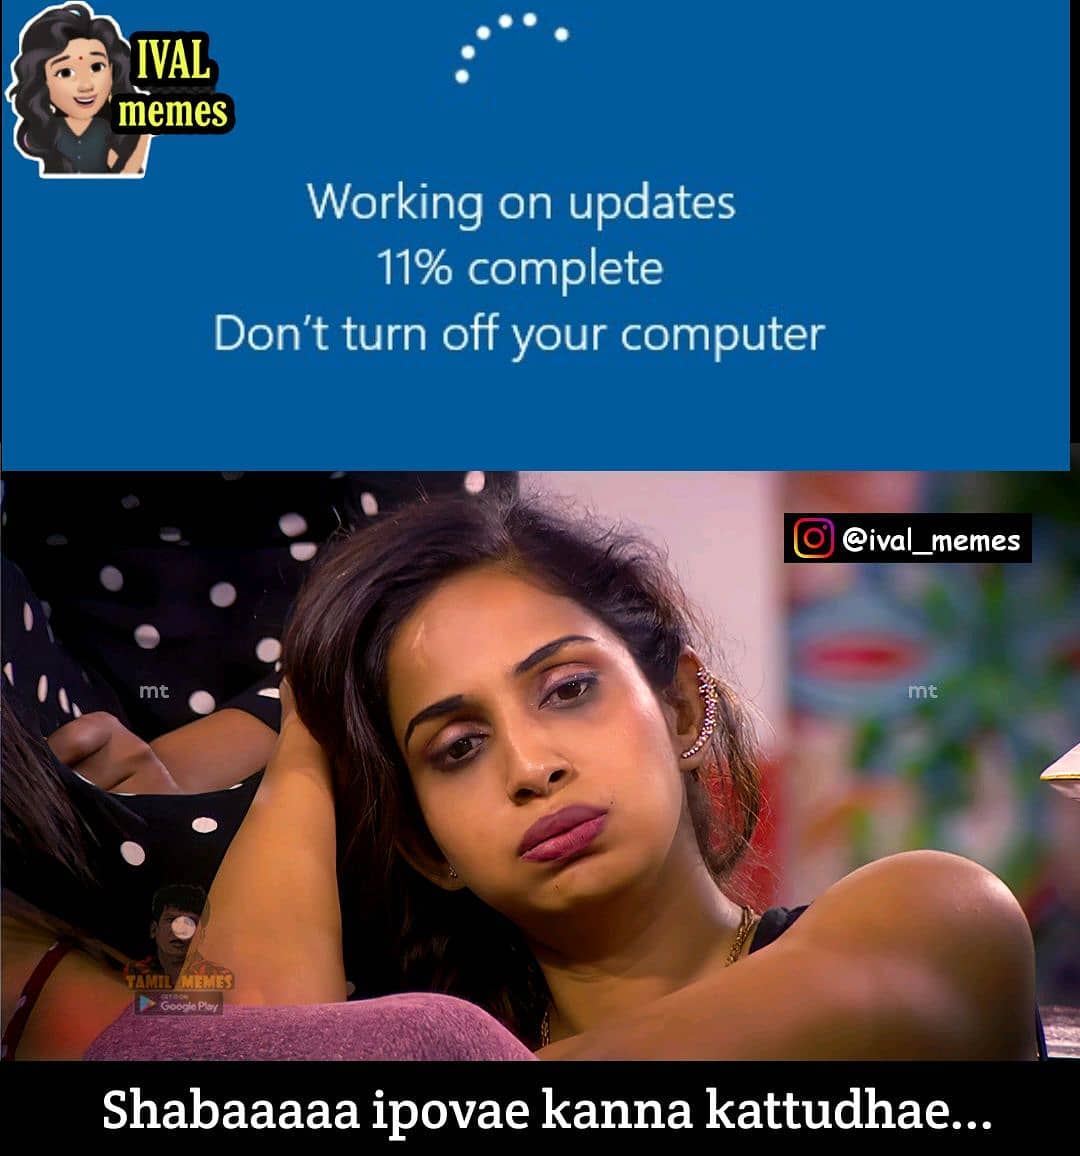 IVAL
memes
Working on updates
11% complete
Don't turn off your computer
@ival_memes
mt
mt
TAMIL MEMES
GET IT ON
Google Play
Shabaaaaa ipovae kanna kattudhae...